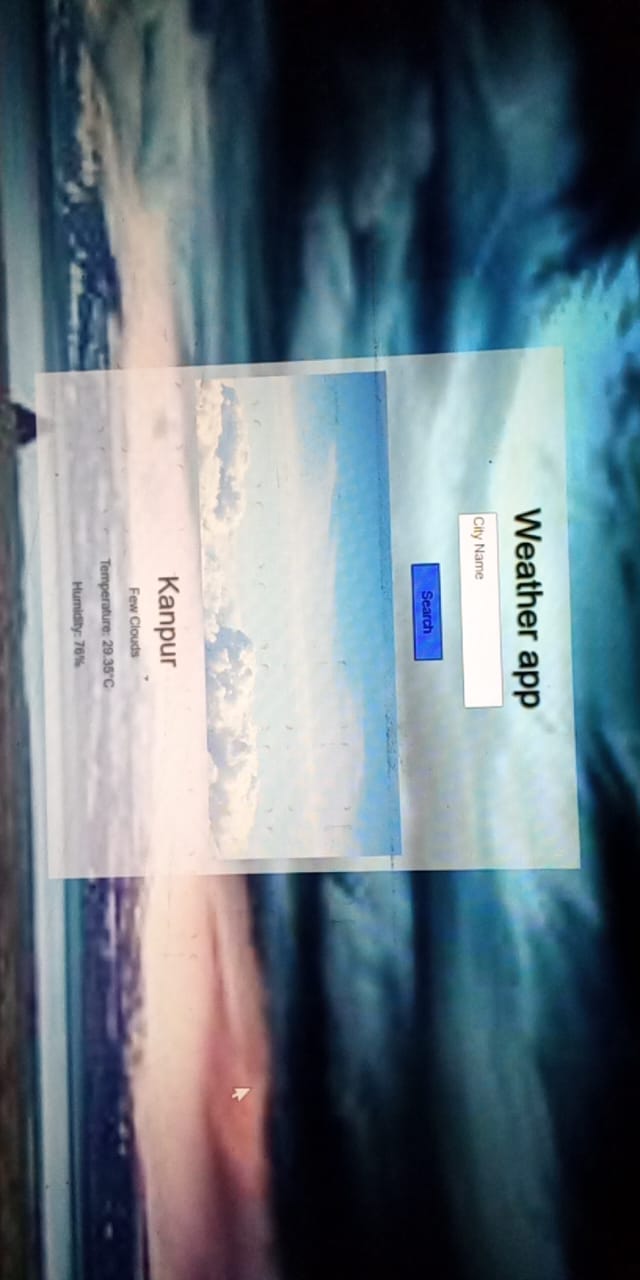 Weather app
City Name
Search
Kanpur
Few Clouds
Temperature: 29.35°C
Humidity: 76%